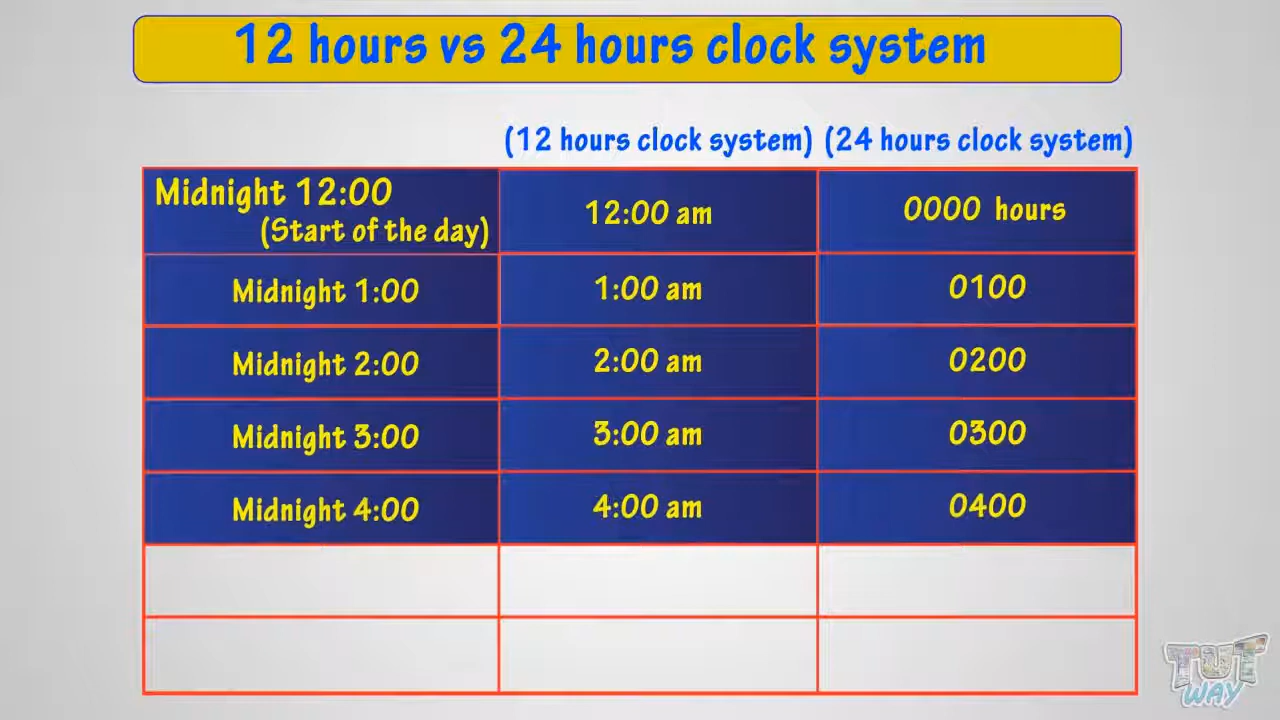 12 hours vs 24 hours clock system
(12 hours clock system) (24 hours clock system)
Midnight 12:00
(Start of the day)
12:00 am
0000 hours
Midnight 1:00
1:00 am
0100
Midnight 2:00
2:00 am
0200
Midnight 3:00
3:00 am
0300
Midnight 4:00
4:00 am
0400
TUT
WAY